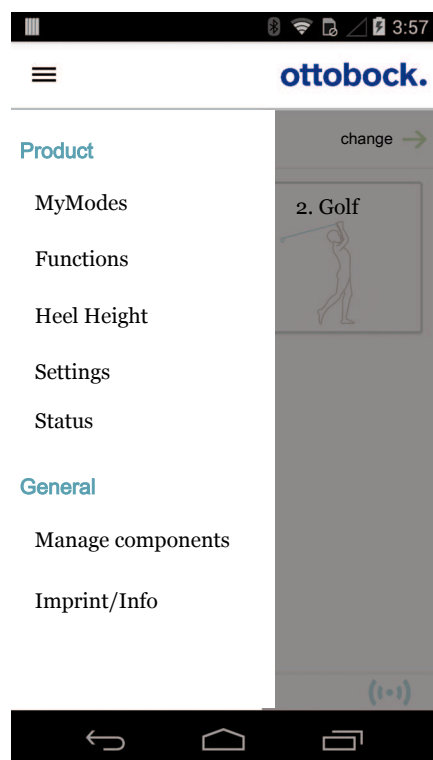 3:57
ottobock.
change
Product
MyModes
2. Golf
Functions
Heel Height
Settings
Status
General
Manage components
Imprint/Info